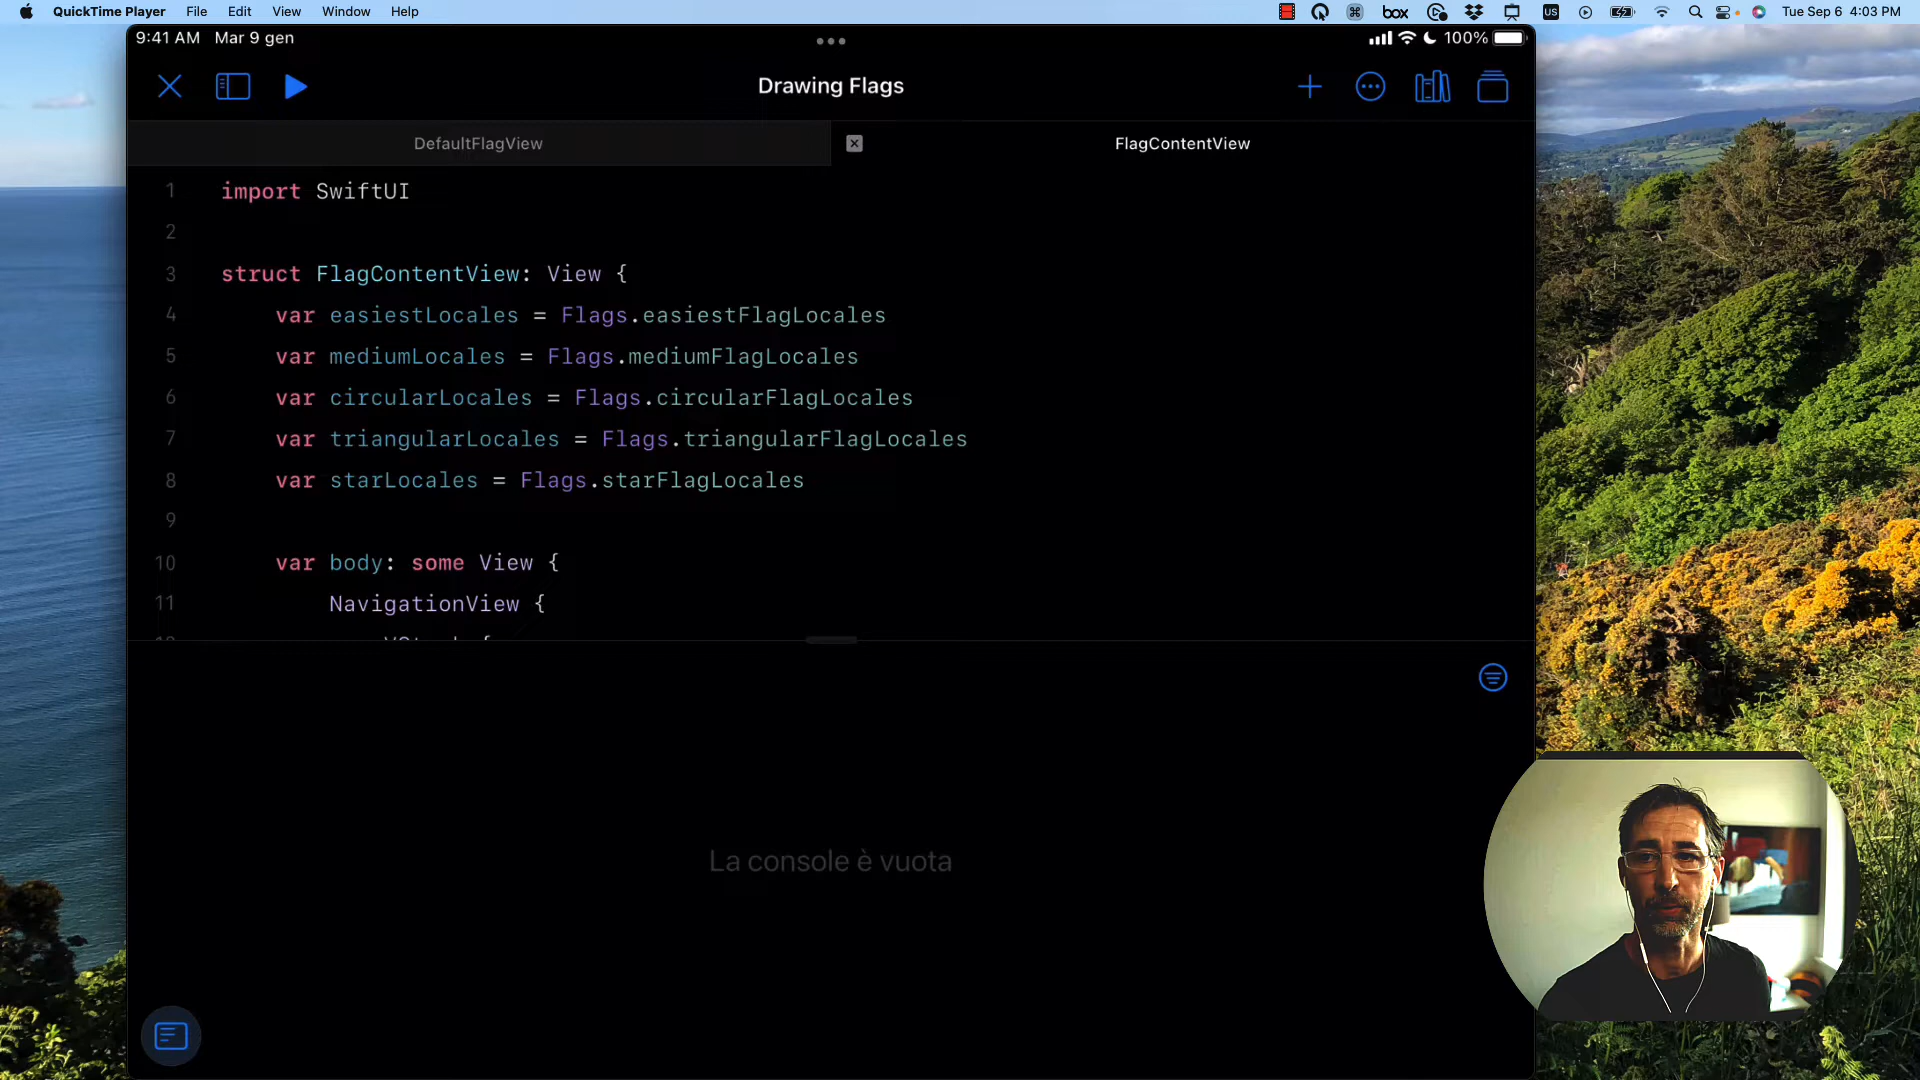 QuickTime Player File Edit View Window Help
box
US
Tue Sep 6 4:03 PM
9:41 AM Mar 9 gen
100%
Drawing Flags
DefaultFlagView
FlagContentView
1 import SwiftUI
2
3 struct FlagContentView: View {
4 var easiestLocales = Flags.easiestFlagLocales
5 var mediumLocales = Flags.mediumFlagLocales
6 var circularLocales = Flags.circularFlagLocales
7 var triangularLocales = Flags.triangularFlagLocales
8 var starLocales = Flags.starFlagLocales
9
10 var body: some View {
11 NavigationView {
La console è vuota